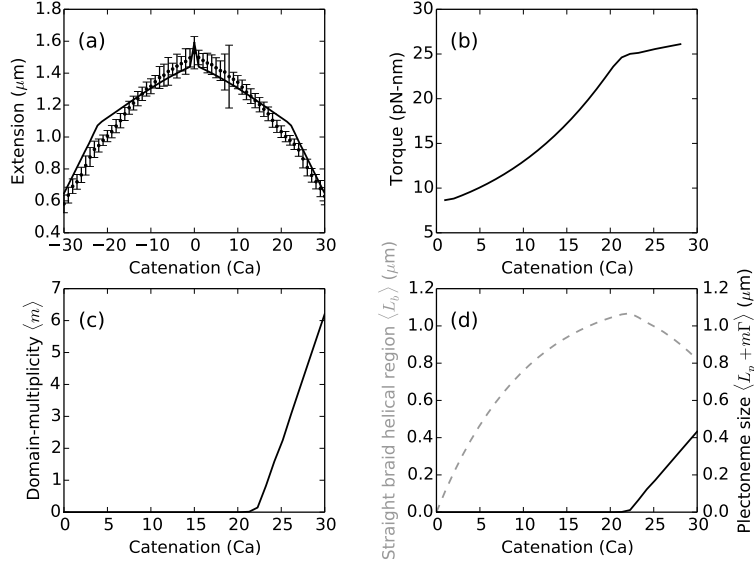 1.8
1.6
1.4
1.2
1.0
0.8
0.6
0.4
−30 −20 −10 0 10 20 30
Catenation (Ca)
Extension (μm)
(a)
30
25
20
15
10
5
0 5 10 15 20 25 30
Catenation (Ca)
Torque (pN-nm)
(b)
7
6
5
4
3
2
1
0
0 5 10 15 20 25 30
Catenation (Ca)
Domain-multiplicity ⟨m⟩
(c)
1.2
1.0
0.8
0.6
0.4
0.2
0.0
0 5 10 15 20 25 30
Catenation (Ca)
Straight braid helical region ⟨L_b⟩ (μm)
(d)
1.2
1.0
0.8
0.6
0.4
0.2
0.0
Plectoneme size ⟨L_p + mΓ⟩ (μm)